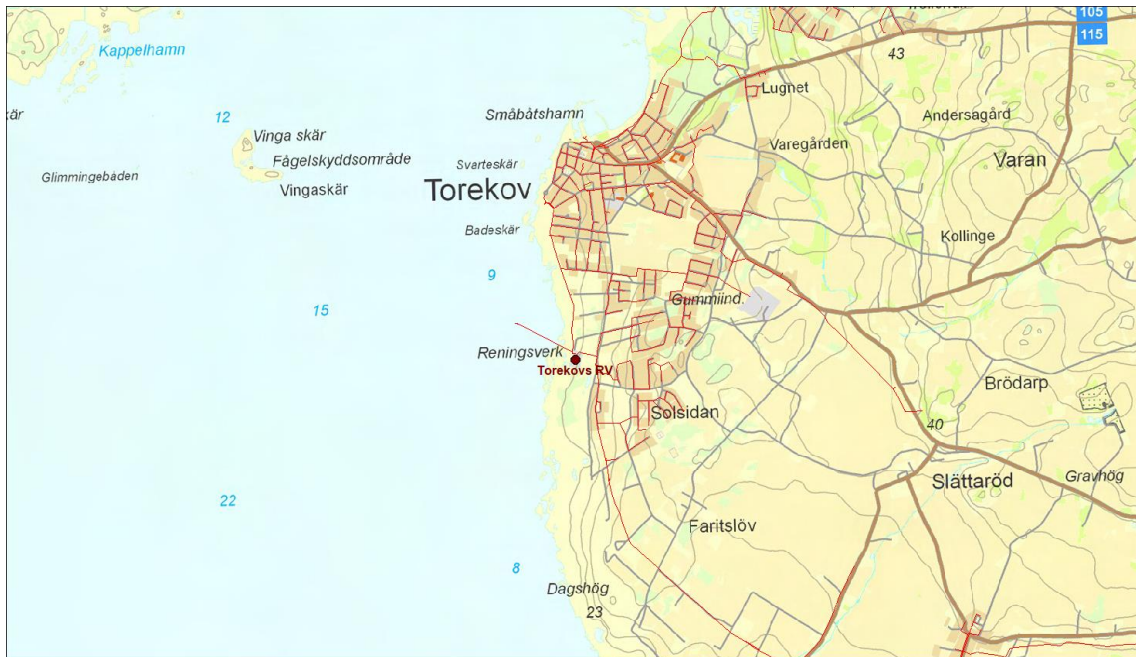 105
115
Kappelhamn
43
Lugnet
kär
12
Småbåtshamn
Andersagård
Vinga skär
Varegården
Fågelskyddsområde
Varan
Svarteskär
Glimmingebåden
Vingaskär
Torekov
Badeskär
Kollinge
9
Gummiind.
15
Reningsverk
Torekovs RV
Brödarp
Solsidan
40
Gravhög
Slättaröd
22
Faritslöv
8
Dagshög
23